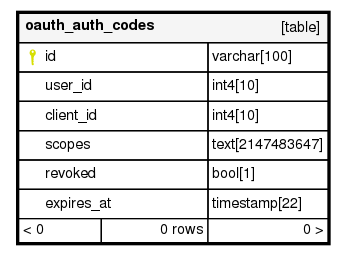 oauth_auth_codes [table]
id varchar[100]
user_id int4[10]
client_id int4[10]
scopes text[2147483647]
revoked bool[1]
expires_at timestamp[22]
< 0 0 rows 0 >